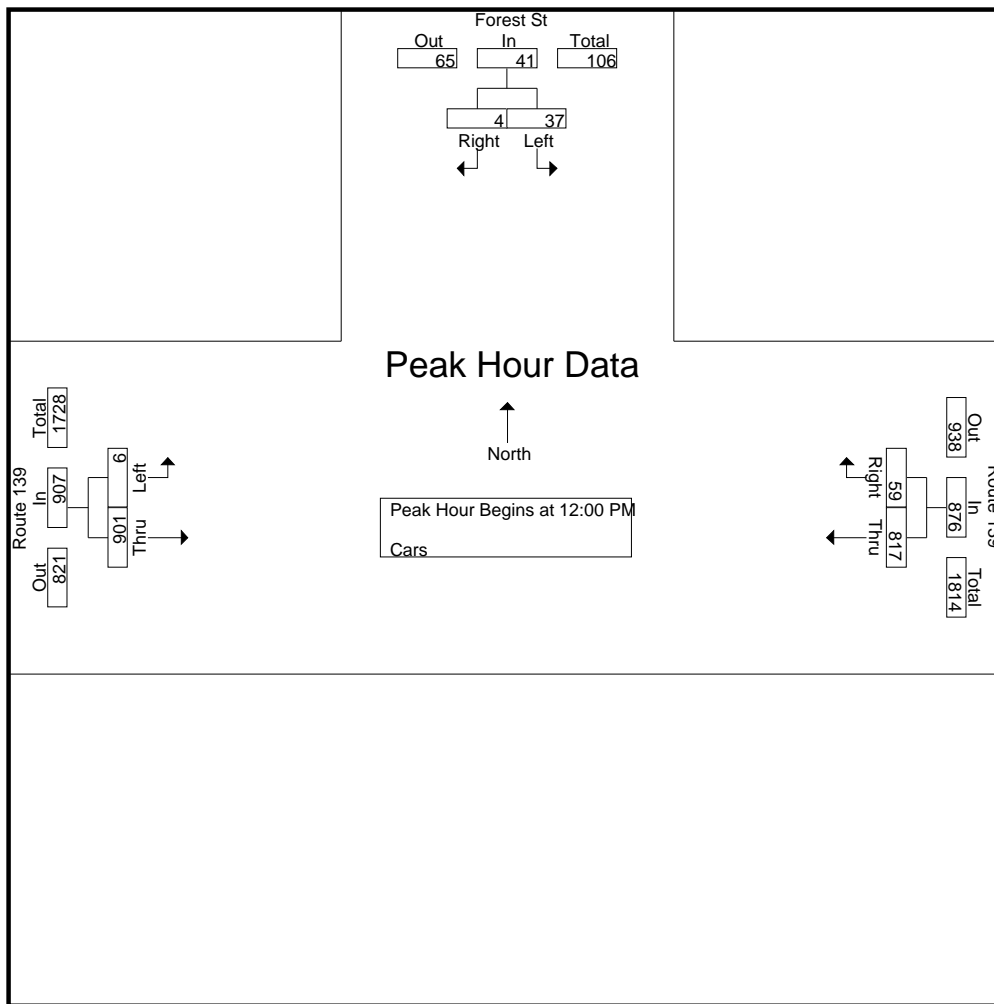 Forest St
Out In Total
65 41 106
4 37
Right Left
Peak Hour Data
North
Peak Hour Begins at 12:00 PM
Cars
Route 139
Total 1728
In 907
Out 821
6 Left
901 Thru
Out 938
In 876
Total 1814
Right 59
Thru 817
Route 139